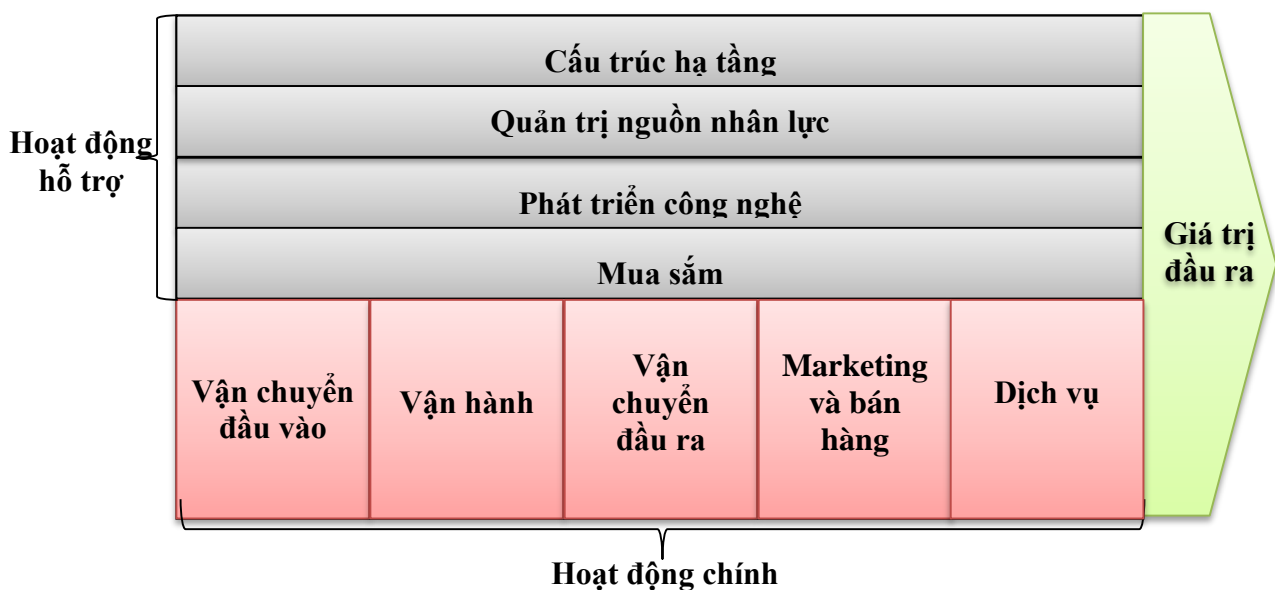 Cấu trúc hạ tầng
Quản trị nguồn nhân lực
Hoạt động
hỗ trợ
Phát triển công nghệ
Mua sắm
Giá trị
đầu ra
Vận chuyển
đầu vào
Vận hành
Vận
chuyển
đầu ra
Marketing
và bán
hàng
Dịch vụ
Hoạt động chính